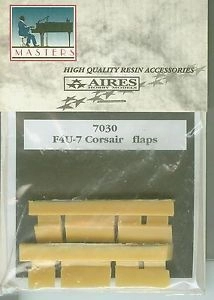 MASTERS
HIGH QUALITY RESIN ACCESSORIES
AIRES
HOBBY MODELS
7030
F4U-7 Corsair flaps